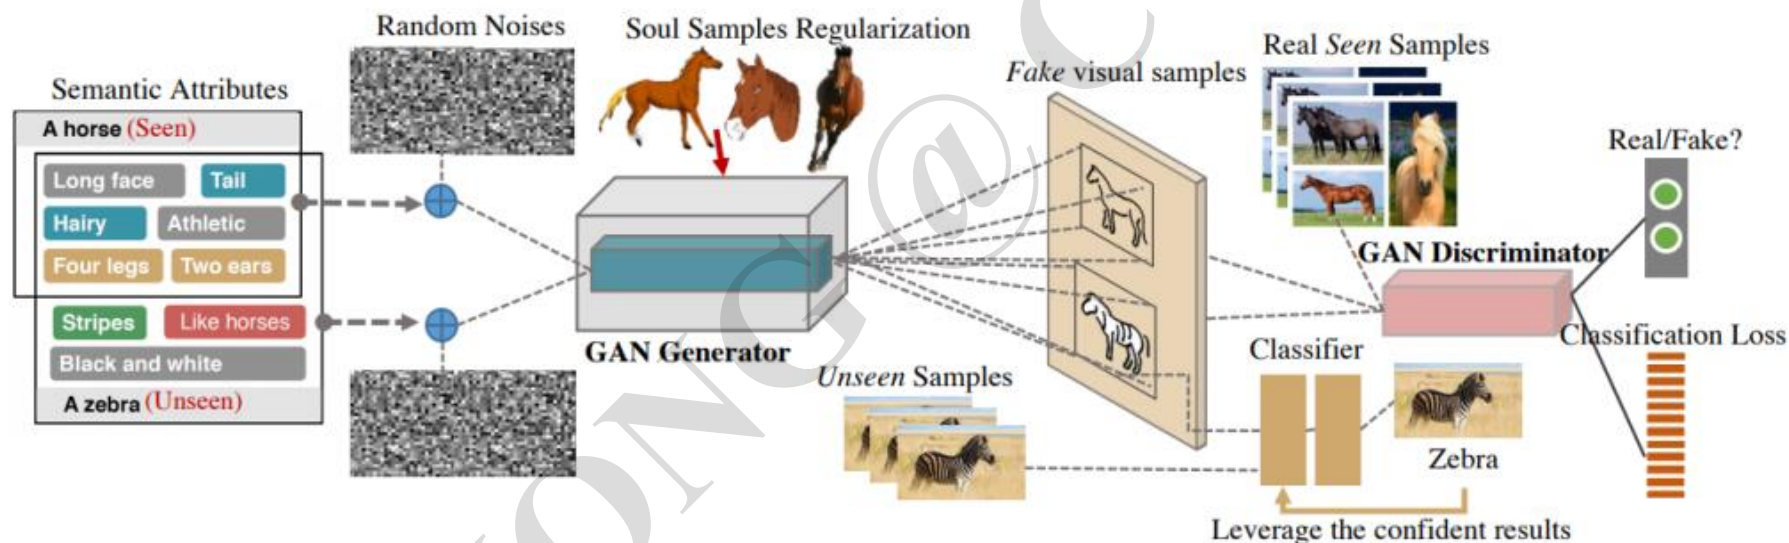 Random Noises
Soul Samples Regularization
Real Seen Samples
Fake visual samples
Semantic Attributes
A horse (Seen)
Real/Fake?
Long face
Tail
Hairy
Athletic
Four legs
Two ears
GAN Discriminator
Stripes
Like horses
Black and white
A zebra (Unseen)
GAN Generator
Unseen Samples
Classifier
Classification Loss
Zebra
Leverage the confident results
ONG @ C